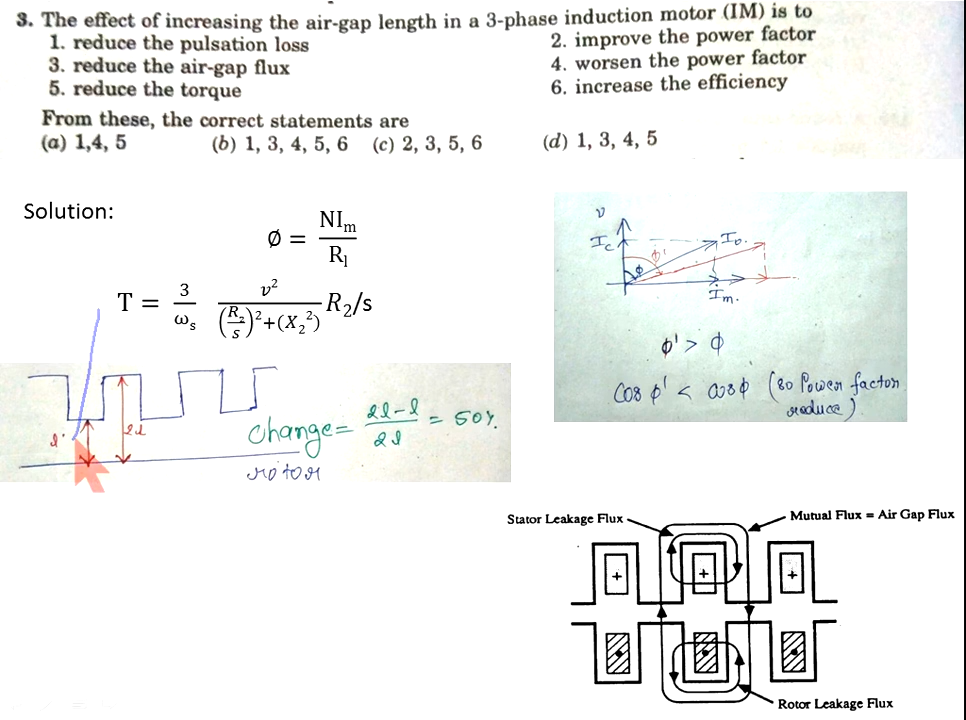 3. The effect of increasing the air-gap length in a 3-phase induction motor (IM) is to
1. reduce the pulsation loss
2. improve the power factor
3. reduce the air-gap flux
4. worsen the power factor
5. reduce the torque
6. increase the efficiency
From these, the correct statements are
(a) 1,4, 5 (b) 1, 3, 4, 5, 6 (c) 2, 3, 5, 6 (d) 1, 3, 4, 5
Solution:
Ø = NIm / Rl
T = 3/ωs v² / ((R₂/s)²+(X₂²)) R₂/s
v
Ic
Io.
ϕ'
ϕ
Im.
ϕ' > ϕ
Cos ϕ' < cos ϕ (so Power factor
reduce)
l'
2l
change = 2l-l / 2l = 50%
rotor
Stator Leakage Flux
Mutual Flux = Air Gap Flux
+ + +
Rotor Leakage Flux